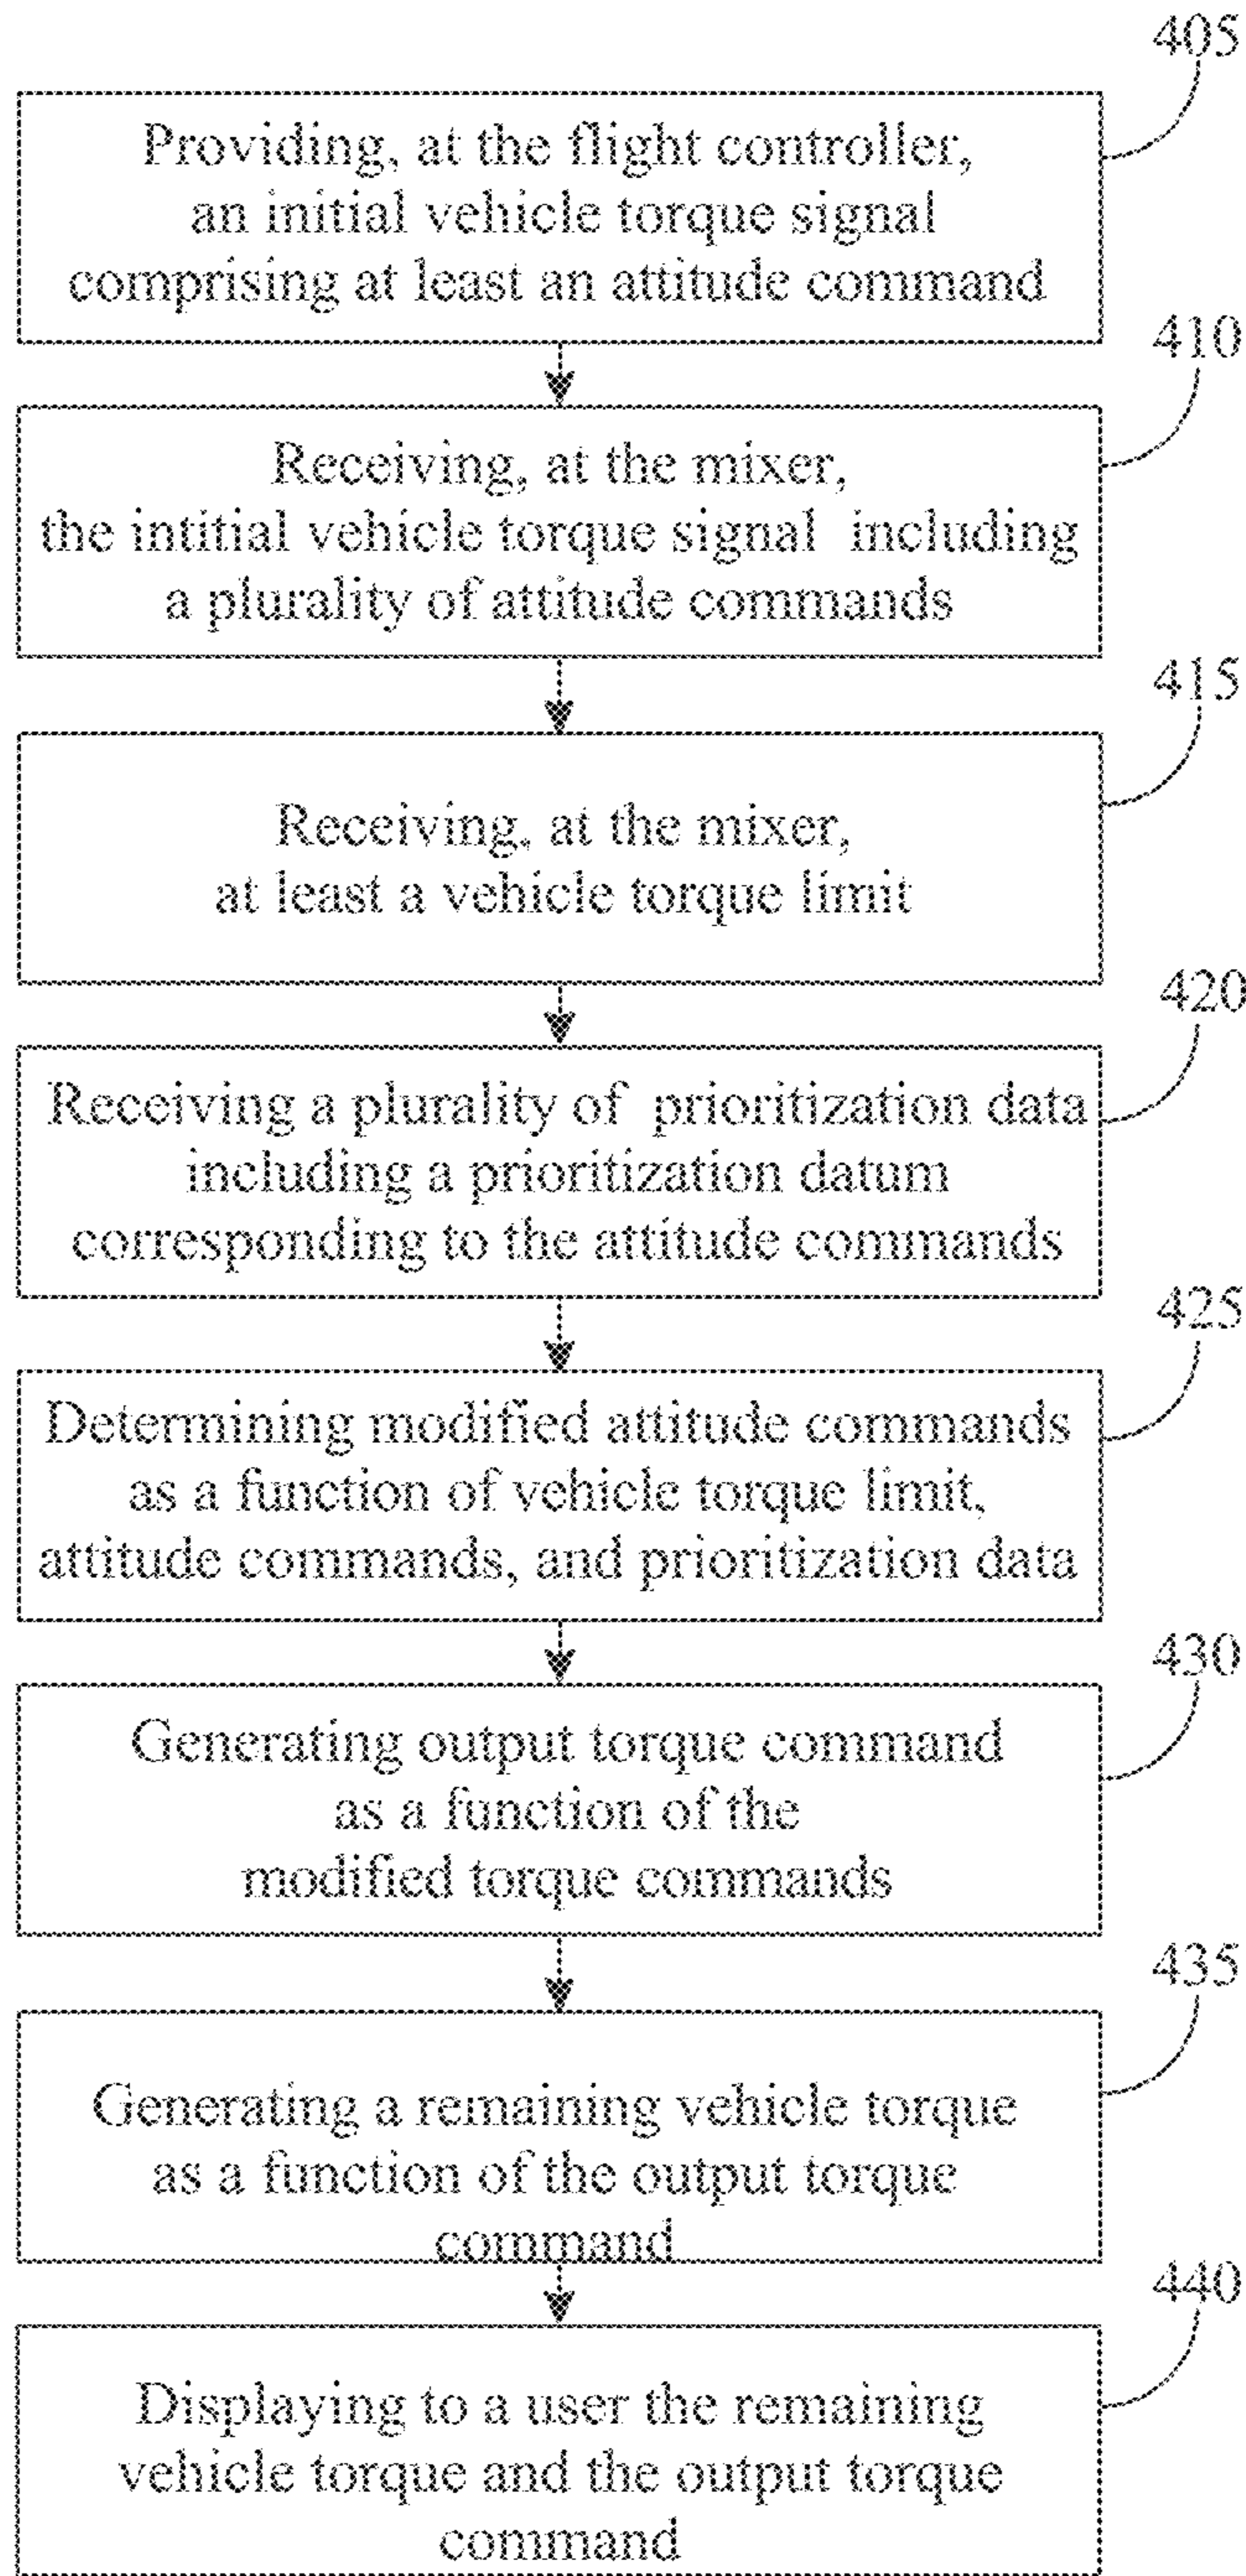 405
Providing, at the flight controller,
an initial vehicle torque signal
comprising at least an attitude command
410
Receiving, at the mixer,
the intitial vehicle torque signal including
a plurality of attitude commands
415
Receiving, at the mixer,
at least a vehicle torque limit
420
Receiving a plurality of prioritization data
including a prioritization datum
corresponding to the attitude commands
425
Determining modified attitude commands
as a function of vehicle torque limit,
attitude commands, and prioritization data
430
Generating output torque command
as a function of the
modified torque commands
435
Generating a remaining vehicle torque
as a function of the output torque
command
440
Displaying to a user the remaining
vehicle torque and the output torque
command